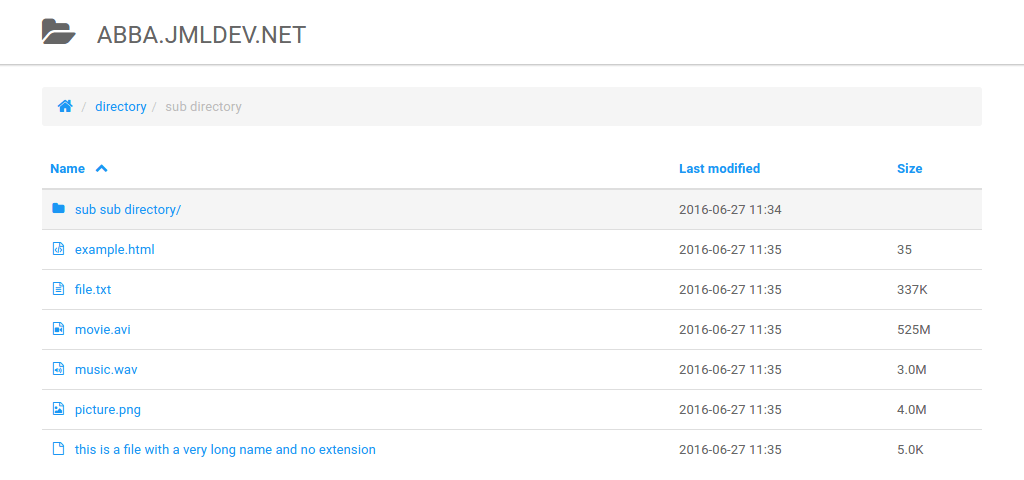 ABBA.JMLDEV.NET
/ directory / sub directory
Name Last modified Size
sub sub directory/ 2016-06-27 11:34
example.html 2016-06-27 11:35 35
file.txt 2016-06-27 11:35 337K
movie.avi 2016-06-27 11:35 525M
music.wav 2016-06-27 11:35 3.0M
picture.png 2016-06-27 11:35 4.0M
this is a file with a very long name and no extension 2016-06-27 11:35 5.0K